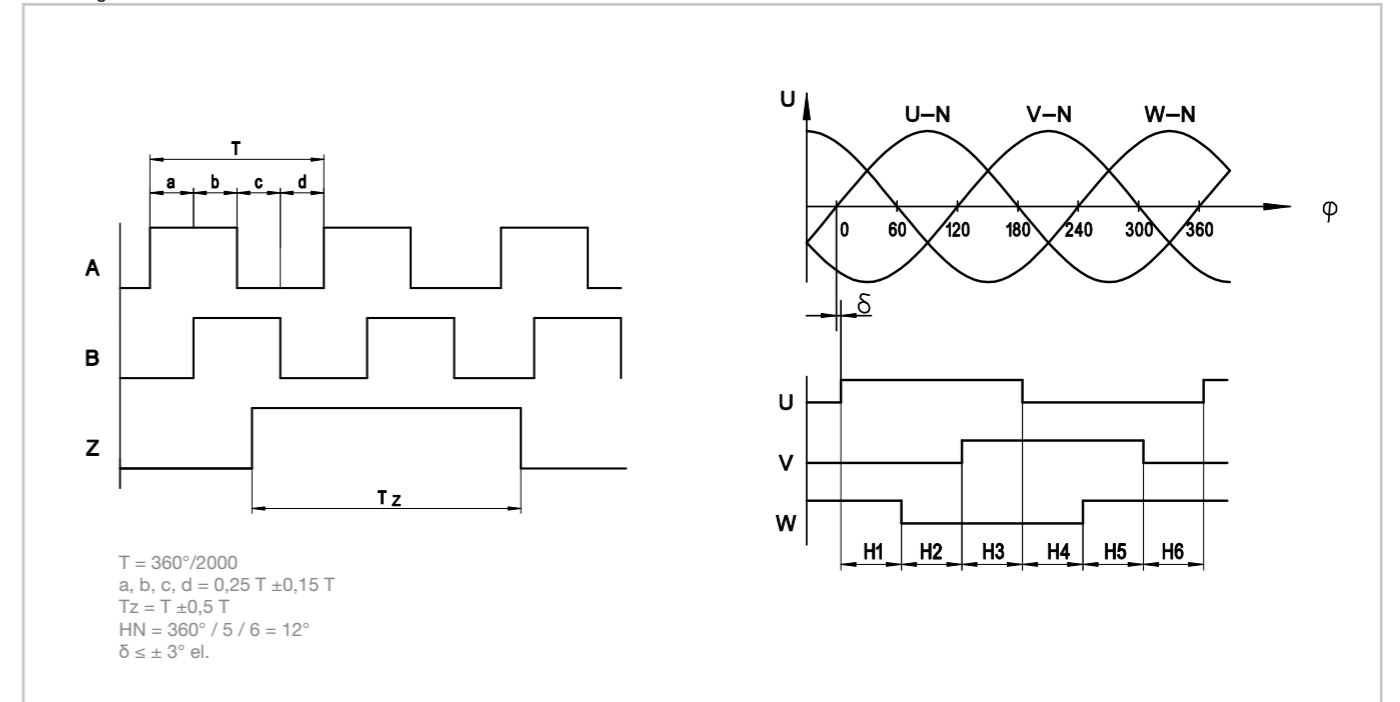 T
a b c d
A
B
Z
T z
T = 360°/2000
a, b, c, d = 0,25 T ±0,15 T
Tz = T ±0,5 T
HN = 360° / 5 / 6 = 12°
δ ≤ ± 3° el.
U
U–N V–N W–N
φ
0 60 120 180 240 300 360
δ
U
V
W
H1 H2 H3 H4 H5 H6